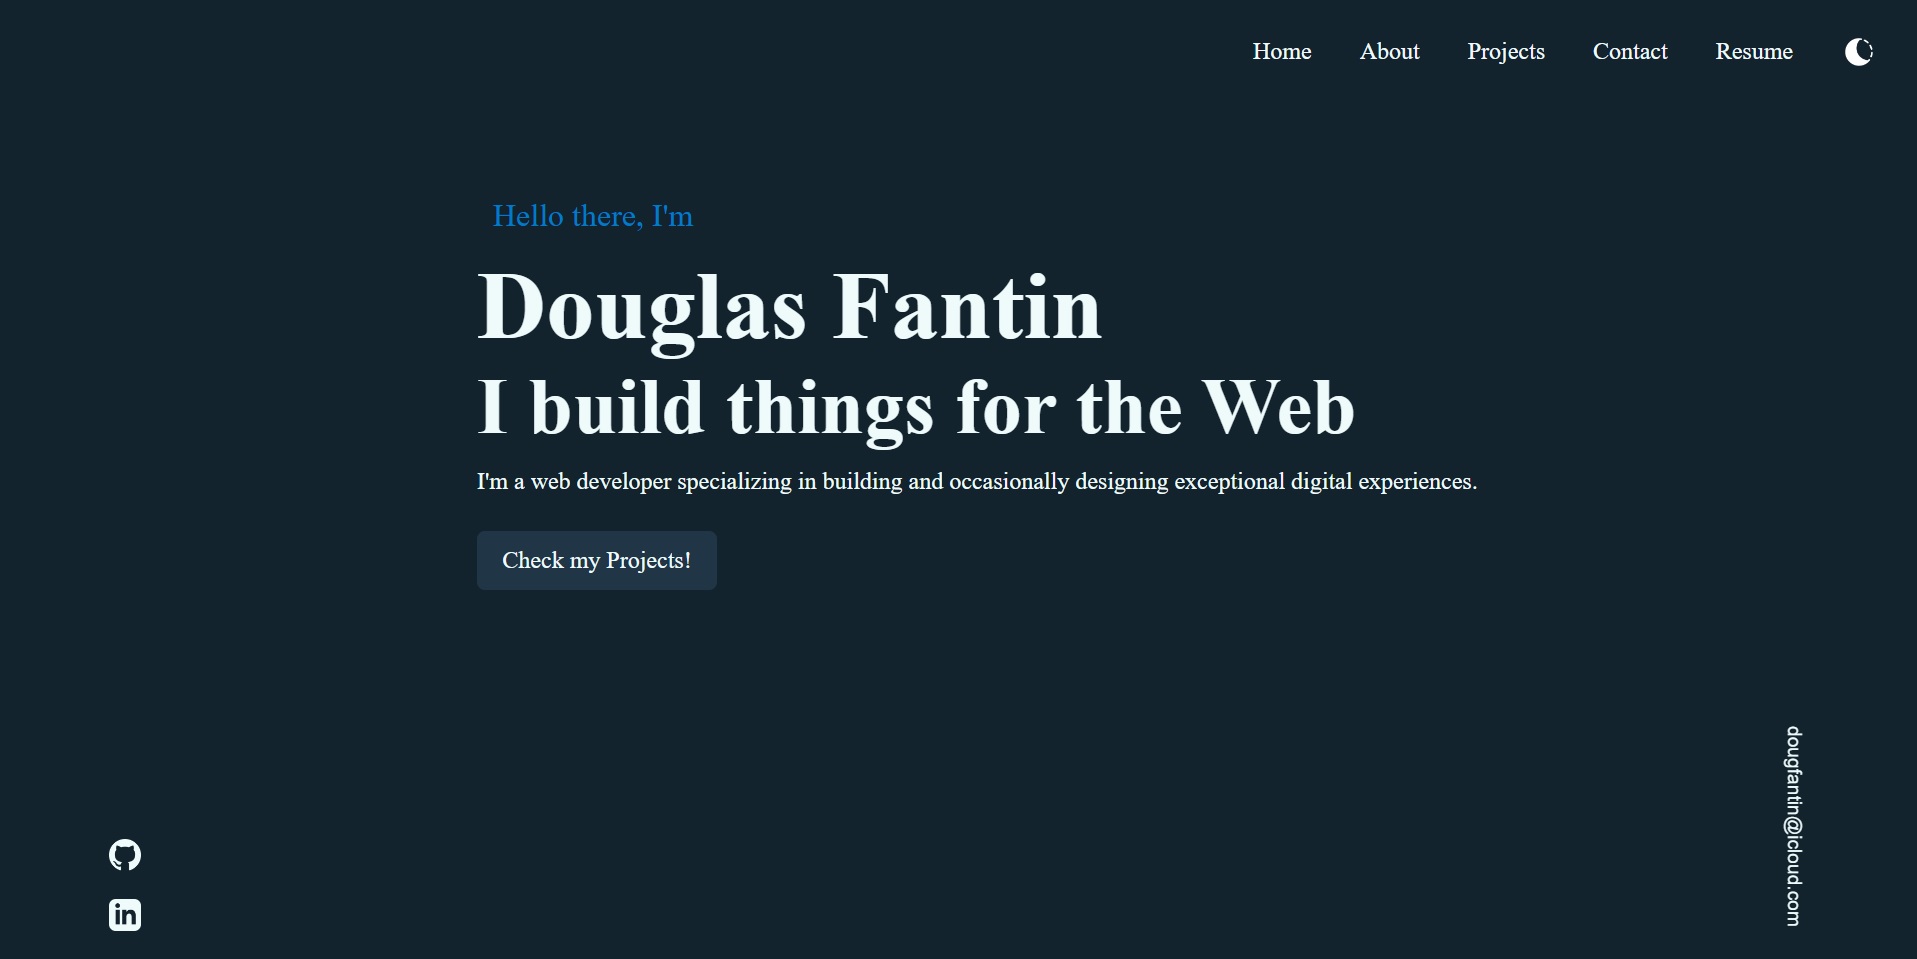 Home About Projects Contact Resume
Hello there, I'm
Douglas Fantin
I build things for the Web
I'm a web developer specializing in building and occasionally designing exceptional digital experiences.
Check my Projects!
dougfantin@icloud.com
in